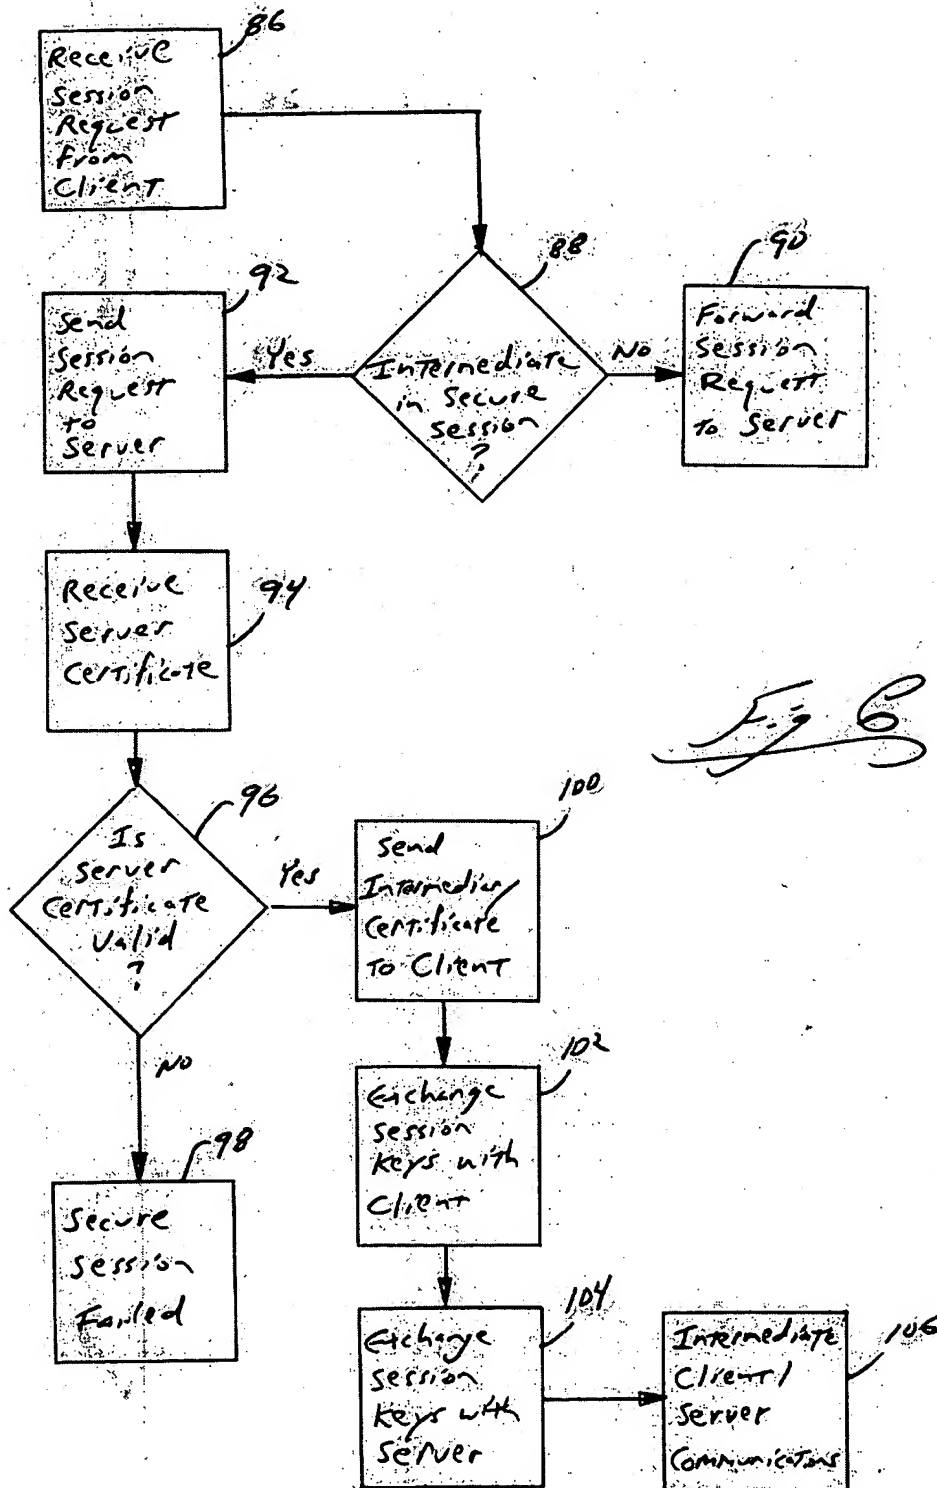 86
Receive
Session
Request
from
Client
88
90
92
Send
Session
Request
to
Server
Yes
Intermediate
in Secure
Session
?
No
Forward
Session
Request
to Server
Receive
Server
Certificate
94
Fig 6
96
Is
Server
Certificate
Valid
?
Yes
100
Send
Intermediary
Certificate
to Client
No
102
Exchange
Session
Keys with
Client
98
Secure
Session
Failed
104
Exchange
Session
Keys with
Server
106
Intermediate
Client/
Server
Communications